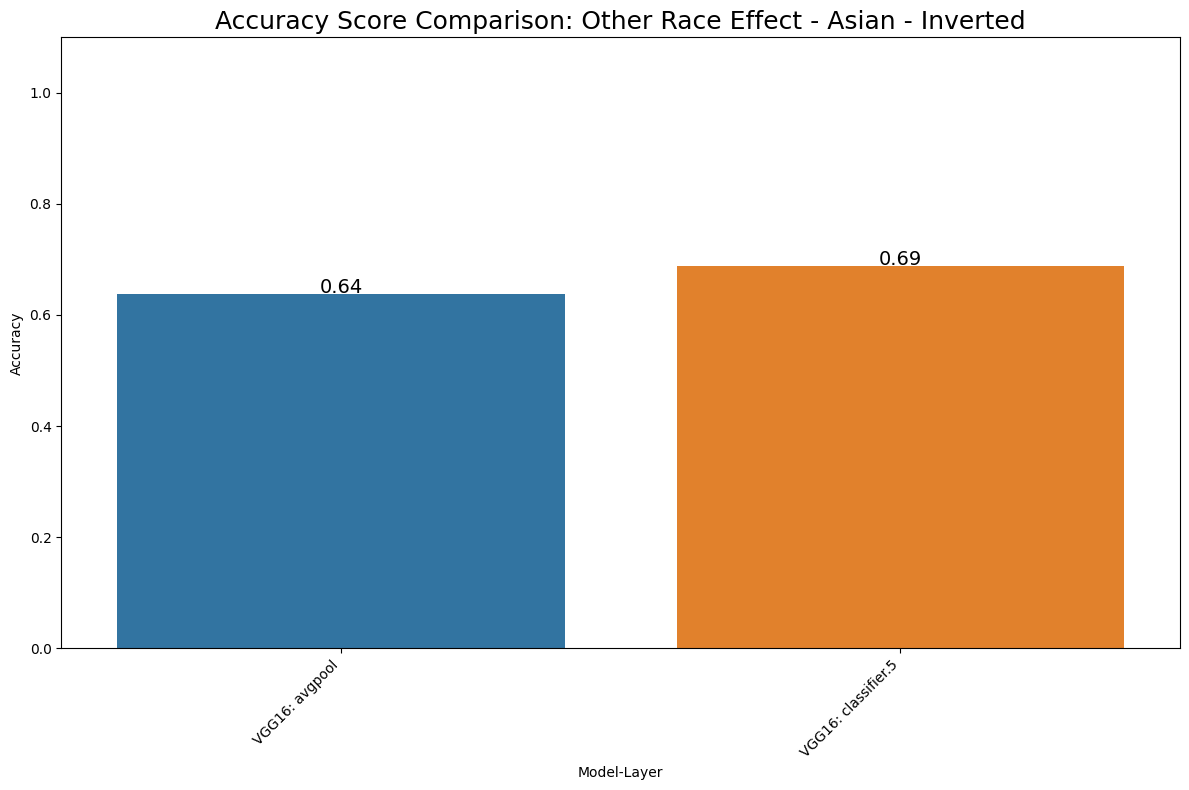 Accuracy Score Comparison: Other Race Effect - Asian - Inverted
1.0
0.8
0.6
0.4
0.2
0.0
Accuracy
0.64
0.69
VGG16: avgpool
VGG16: classifier.5
Model-Layer